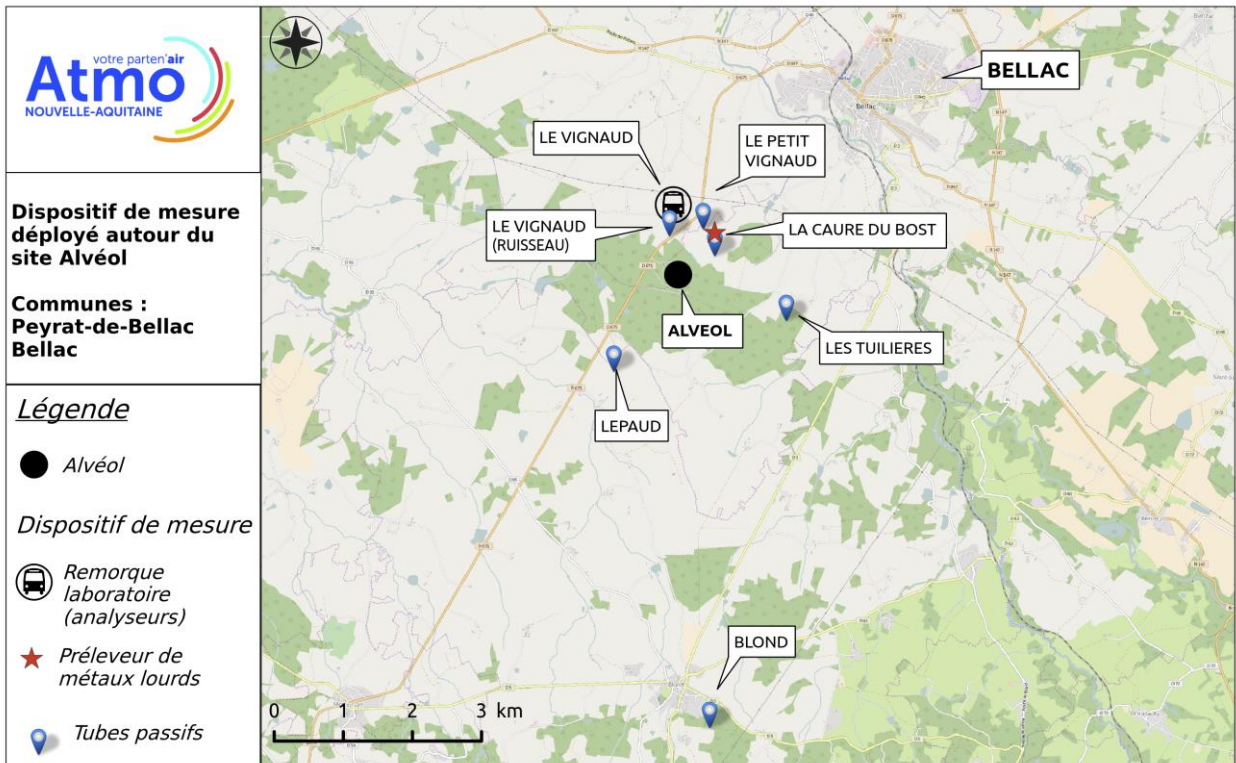 votre parten'air
Atmo
NOUVELLE-AQUITAINE
Dispositif de mesure
déployé autour du
site Alvéol
Communes :
Peyrat-de-Bellac
Bellac
Légende
Alvéol
Dispositif de mesure
Remorque
laboratoire
(analyseurs)
Préleveur de
métaux lourds
Tubes passifs
BELLAC
Bellac
LE VIGNAUD
LE PETIT
VIGNAUD
LE VIGNAUD
(RUISSEAU)
LA CAURE DU BOST
ALVEOL
LES TUILIERES
LEPAUD
BLOND
Blond
0 1 2 3 km